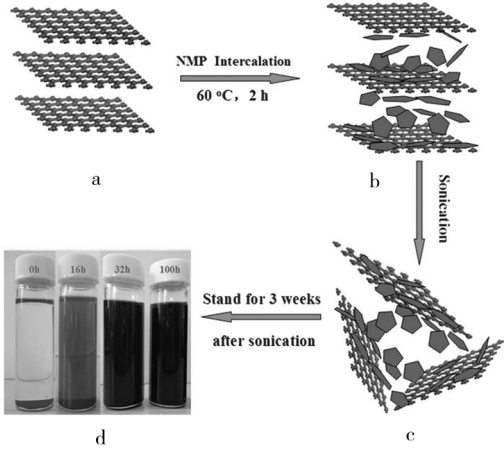 NMP Intercalation
60 °C, 2 h
a
b
Sonication
0h
16h
32h
100h
Stand for 3 weeks
after sonication
d
c